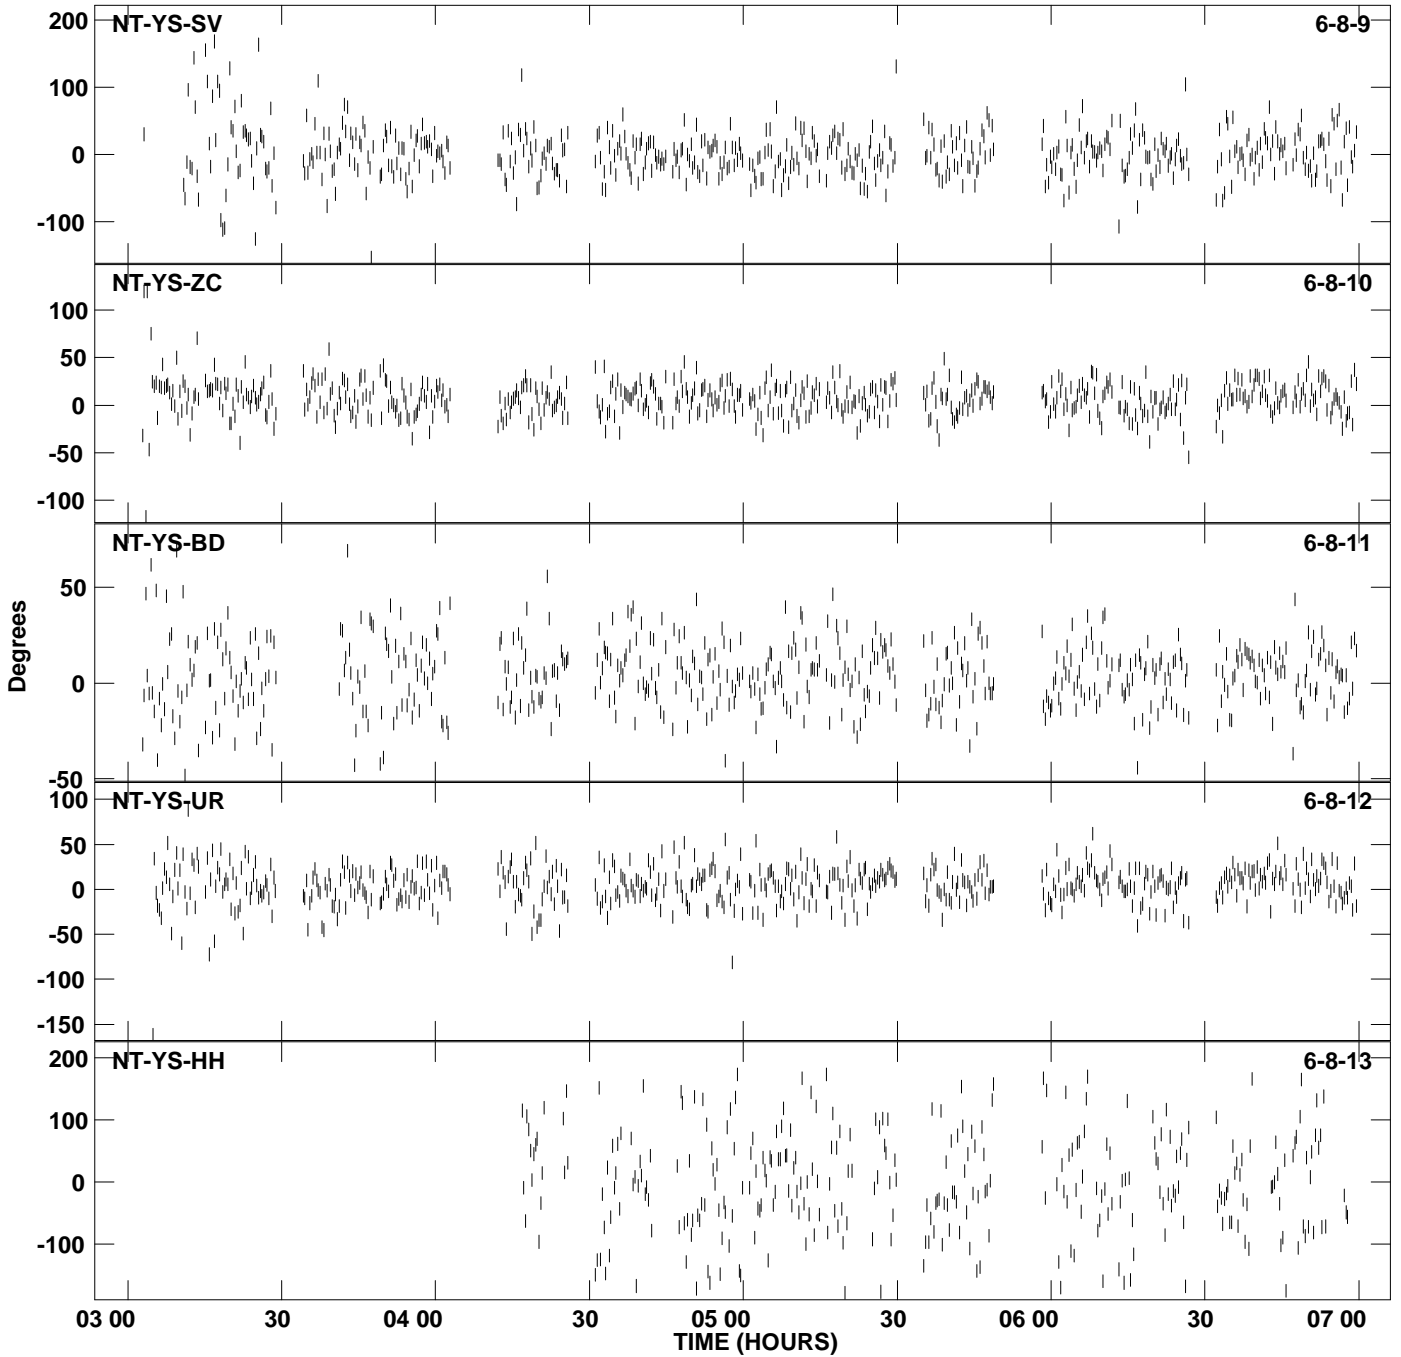 NT-YS-SV 6-8-9
200
100
0
-100
NT-YS-ZC 6-8-10
100
50
0
-50
-100
NT-YS-BD 6-8-11
50
0
-50
NT-YS-UR 6-8-12
100
50
0
-50
-100
-150
NT-YS-HH 6-8-13
200
100
0
-100
Degrees
03 00 30 04 00 30 05 00 30 06 00 30 07 00
TIME (HOURS)